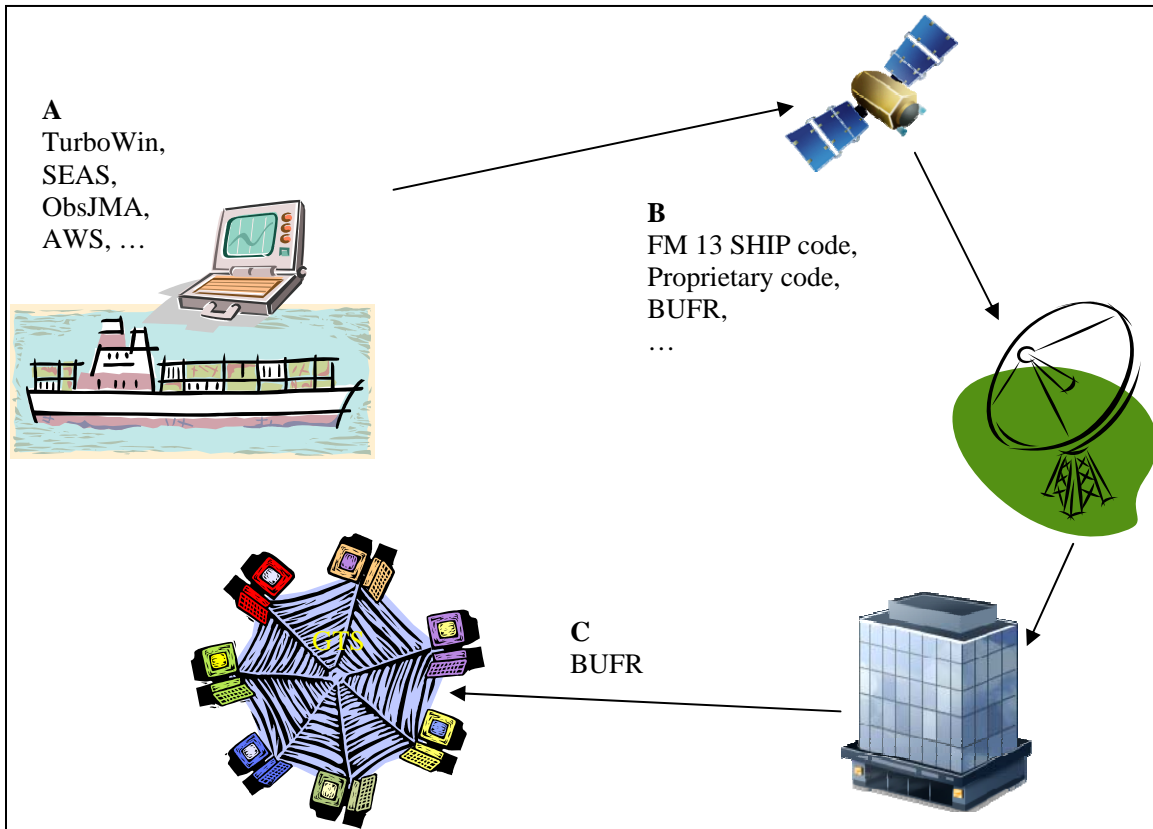 A
TurboWin,
SEAS,
ObsJMA,
AWS, …
B
FM 13 SHIP code,
Proprietary code,
BUFR,
…
GTS
C
BUFR